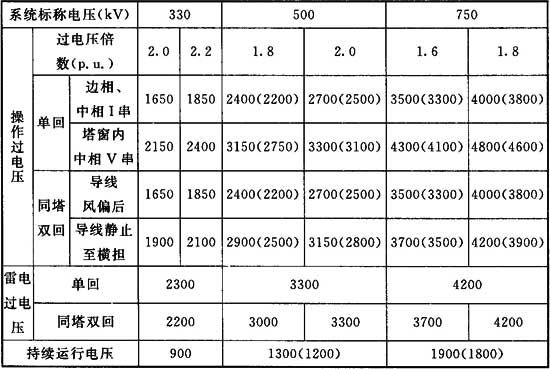 系统标称电压(kV) 330 500 750
过电压倍数(p.u.) 2.0 2.2 1.8 2.0 1.6 1.8
操作过电压
单回
边相、中相I串 1650 1850 2400(2200) 2700(2500) 3500(3300) 4000(3800)
塔窗内中相V串 2150 2400 3150(2750) 3300(3100) 4300(4100) 4800(4600)
同塔双回
导线风偏后 1650 1850 2400(2200) 2700(2500) 3500(3300) 4000(3800)
导线静止至横担 1900 2100 2900(2500) 3150(2800) 3700(3500) 4200(3900)
雷电过电压
单回 2300 3300 4200
同塔双回 2200 3000 3300 3700 4200
持续运行电压 900 1300(1200) 1900(1800)